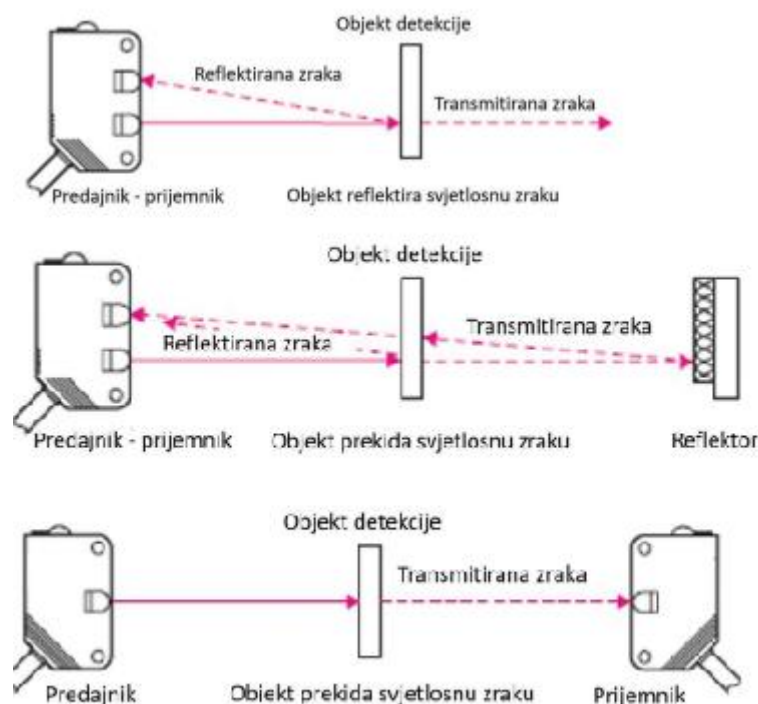 Objekt detekcije
Reflektirana zraka
Transmitirana zraka
Predajnik - prijemnik
Objekt reflektira svjetlosnu zraku
Objekt detekcije
Transmitirana zraka
Reflektirana zraka
Predajnik - prijemnik
Objekt prekida svjetlosnu zraku
Reflektor
Objekt detekcije
Transmitirana zraka
Predajnik
Objekt prekida svjetlosnu zraku
Prijemnik